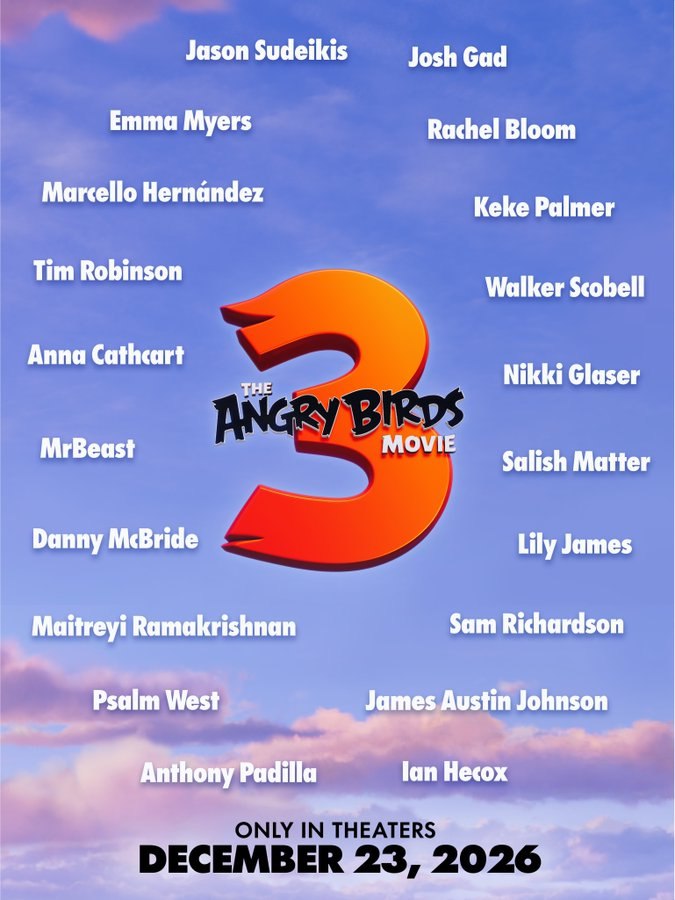 Jason Sudeikis
Josh Gad
Emma Myers
Rachel Bloom
Marcello Hernández
Keke Palmer
Tim Robinson
Walker Scobell
Anna Cathcart
Nikki Glaser
3
THE
ANGRY BIRDS
MOVIE
MrBeast
Salish Matter
Danny McBride
Lily James
Maitreyi Ramakrishnan
Sam Richardson
Psalm West
James Austin Johnson
Anthony Padilla
Ian Hecox
ONLY IN THEATERS
DECEMBER 23, 2026